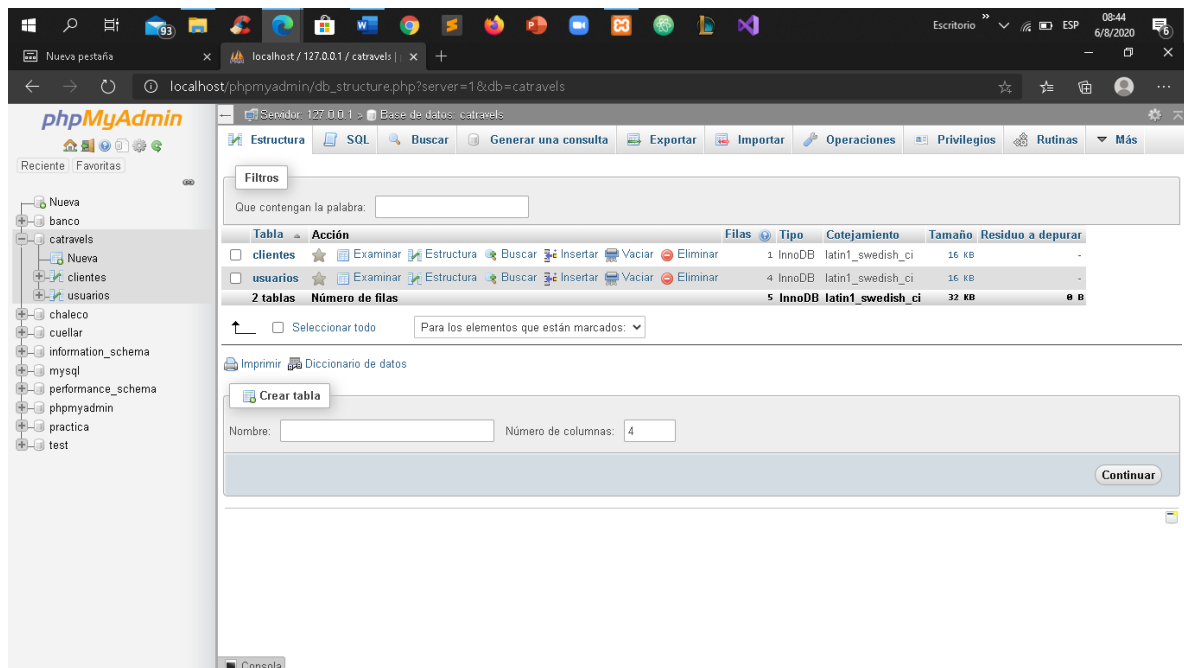 93
Escritorio
»
ESP
08:44
6/8/2020
6
Nueva pestaña
localhost / 127.0.0.1 / catravels |
localhost/phpmyadmin/db_structure.php?server=1&db=catravels
phpMyAdmin
Reciente Favoritas
Nueva
banco
catravels
Nueva
clientes
usuarios
chaleco
cuellar
information_schema
mysql
performance_schema
phpmyadmin
practica
test
Servidor: 127.0.0.1 » Base de datos: catravels
Estructura SQL Buscar Generar una consulta Exportar Importar Operaciones Privilegios Rutinas Más
Filtros
Que contengan la palabra:
Tabla Acción Filas Tipo Cotejamiento Tamaño Residuo a depurar
clientes Examinar Estructura Buscar Insertar Vaciar Eliminar 1 InnoDB latin1_swedish_ci 16 KB -
usuarios Examinar Estructura Buscar Insertar Vaciar Eliminar 4 InnoDB latin1_swedish_ci 16 KB -
2 tablas Número de filas 5 InnoDB latin1_swedish_ci 32 KB 0 B
Seleccionar todo Para los elementos que están marcados:
Imprimir Diccionario de datos
Crear tabla
Nombre: Número de columnas: 4
Continuar
Consola